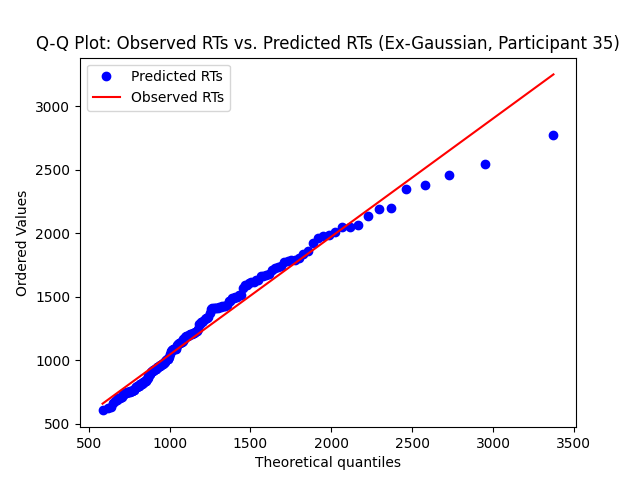 Q-Q Plot: Observed RTs vs. Predicted RTs (Ex-Gaussian, Participant 35)
Predicted RTs
Observed RTs
Ordered Values
3000
2500
2000
1500
1000
500
500 1000 1500 2000 2500 3000 3500
Theoretical quantiles